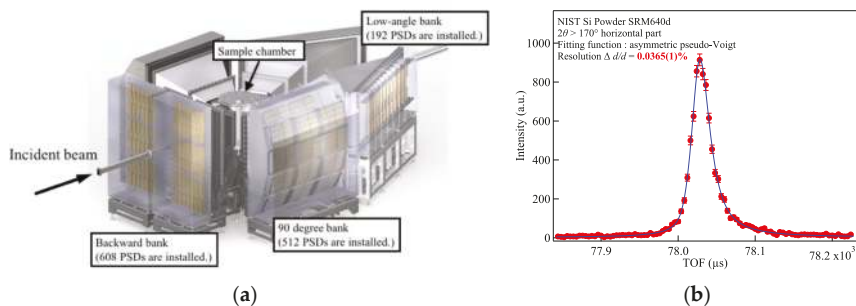 Low-angle bank
(192 PSDs are installed.)
Sample chamber
Incident beam
Backward bank
(608 PSDs are installed.)
90 degree bank
(512 PSDs are installed.)
(a)
NIST Si Powder SRM640d
2θ > 170° horizontal part
Fitting function : asymmetric pseudo-Voigt
Resolution Δ d/d = 0.0365(1)%
Intensity (a.u.)
1000
800
600
400
200
0
77.9 78.0 78.1 78.2 x10³
TOF (µs)
(b)